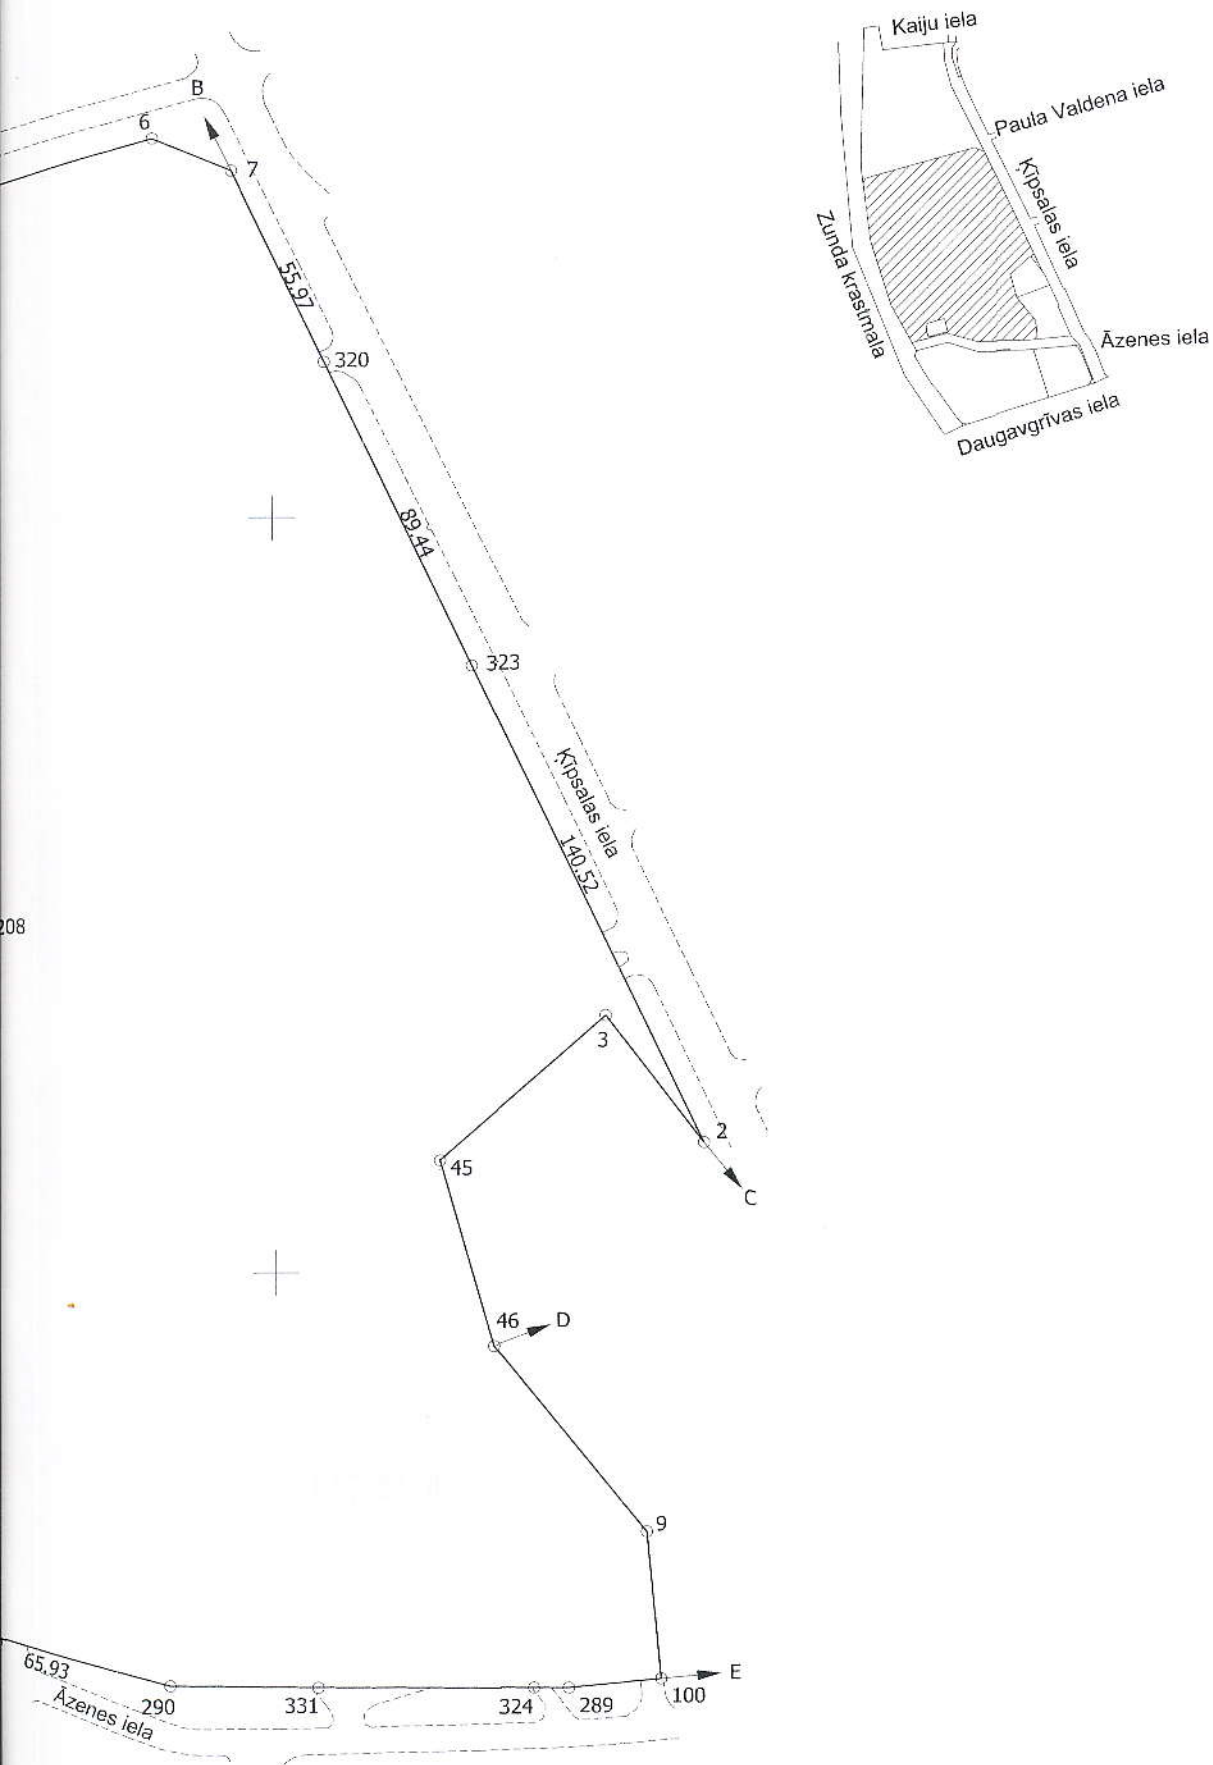 Kaiju iela
Paula Valdena iela
Ķīpsalas iela
Zunda krastmala
Āzenes iela
Daugavgrīvas iela
B
6
7
55.97
320
89.44
323
Ķīpsalas iela
140.52
208
3
2
C
45
46
D
9
E
100
65.93
290
331
324
289
Āzenes iela